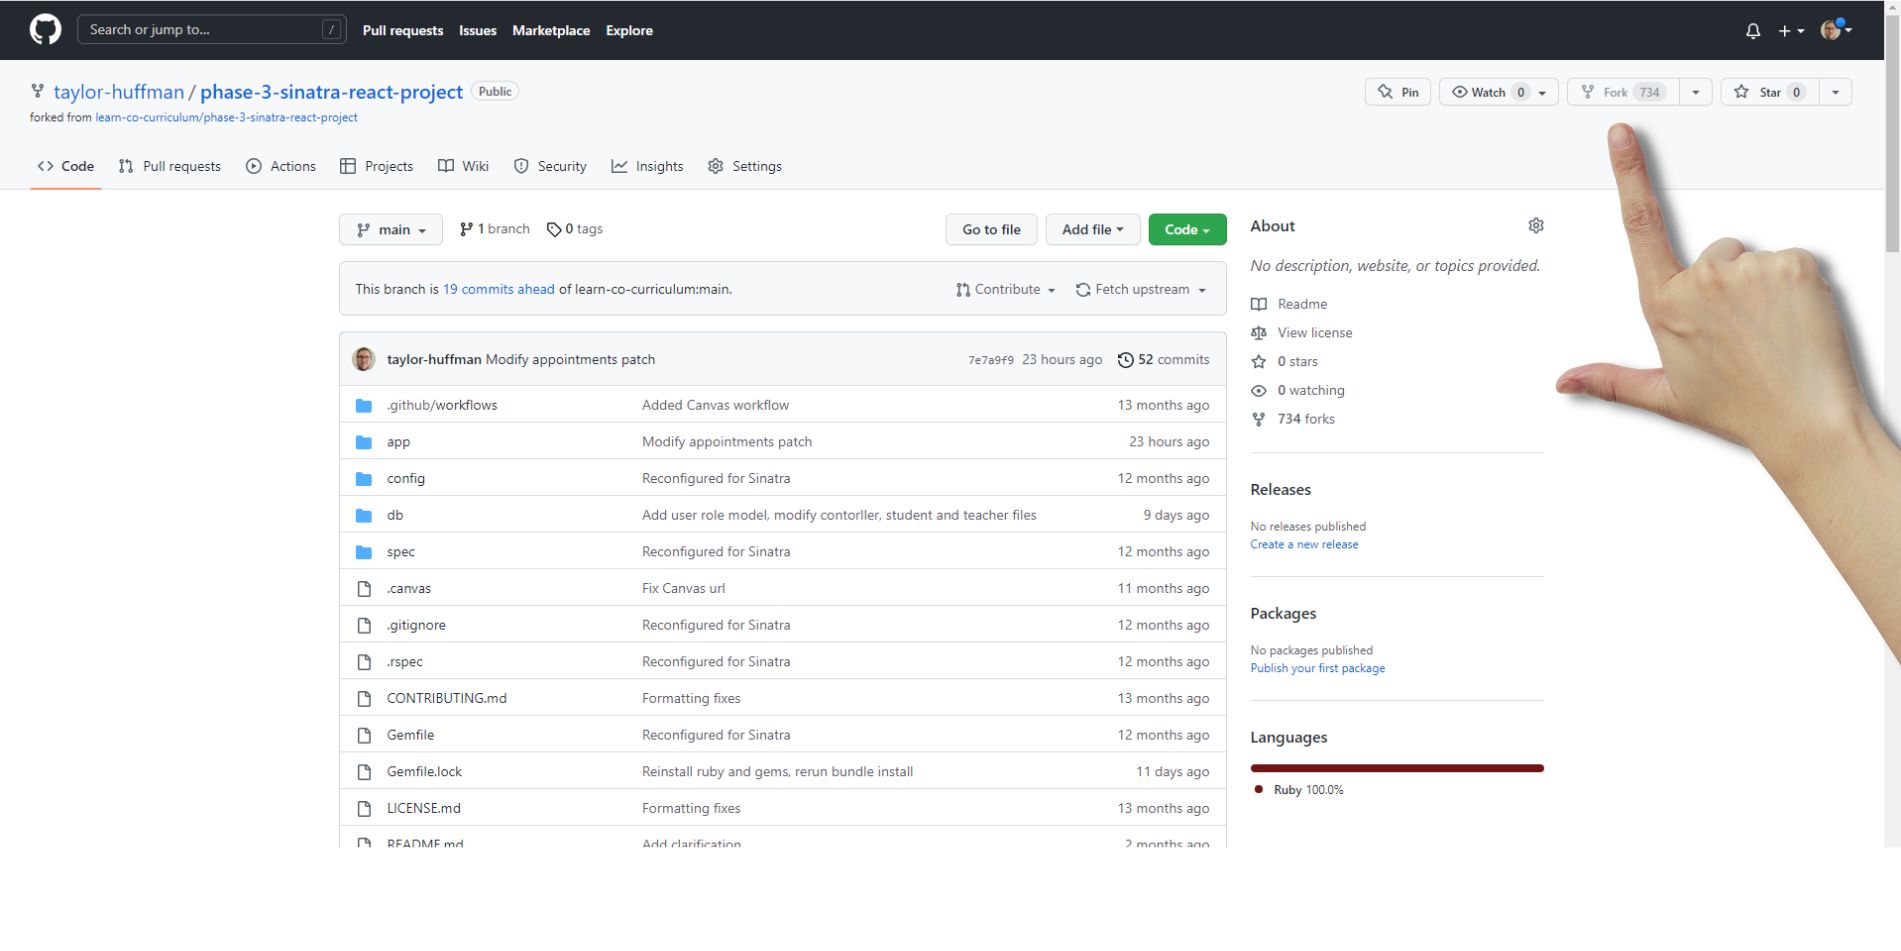 Search or jump to... /
Pull requests Issues Marketplace Explore
taylor-huffman / phase-3-sinatra-react-project Public
Pin Watch 0 Fork 734 Star 0
forked from learn-co-curriculum/phase-3-sinatra-react-project
Code Pull requests Actions Projects Wiki Security Insights Settings
main 1 branch 0 tags Go to file Add file Code
This branch is 19 commits ahead of learn-co-curriculum:main. Contribute Fetch upstream
taylor-huffman Modify appointments patch 7e7a9f9 23 hours ago 52 commits
.github/workflows Added Canvas workflow 13 months ago
app Modify appointments patch 23 hours ago
config Reconfigured for Sinatra 12 months ago
db Add user role model, modify contorller, student and teacher files 9 days ago
spec Reconfigured for Sinatra 12 months ago
.canvas Fix Canvas url 11 months ago
.gitignore Reconfigured for Sinatra 12 months ago
.rspec Reconfigured for Sinatra 12 months ago
CONTRIBUTING.md Formatting fixes 13 months ago
Gemfile Reconfigured for Sinatra 12 months ago
Gemfile.lock Reinstall ruby and gems, rerun bundle install 11 days ago
LICENSE.md Formatting fixes 13 months ago
README.md Add clarification 2 months ago
About
No description, website, or topics provided.
Readme
View license
0 stars
0 watching
734 forks
Releases
No releases published
Create a new release
Packages
No packages published
Publish your first package
Languages
Ruby 100.0%